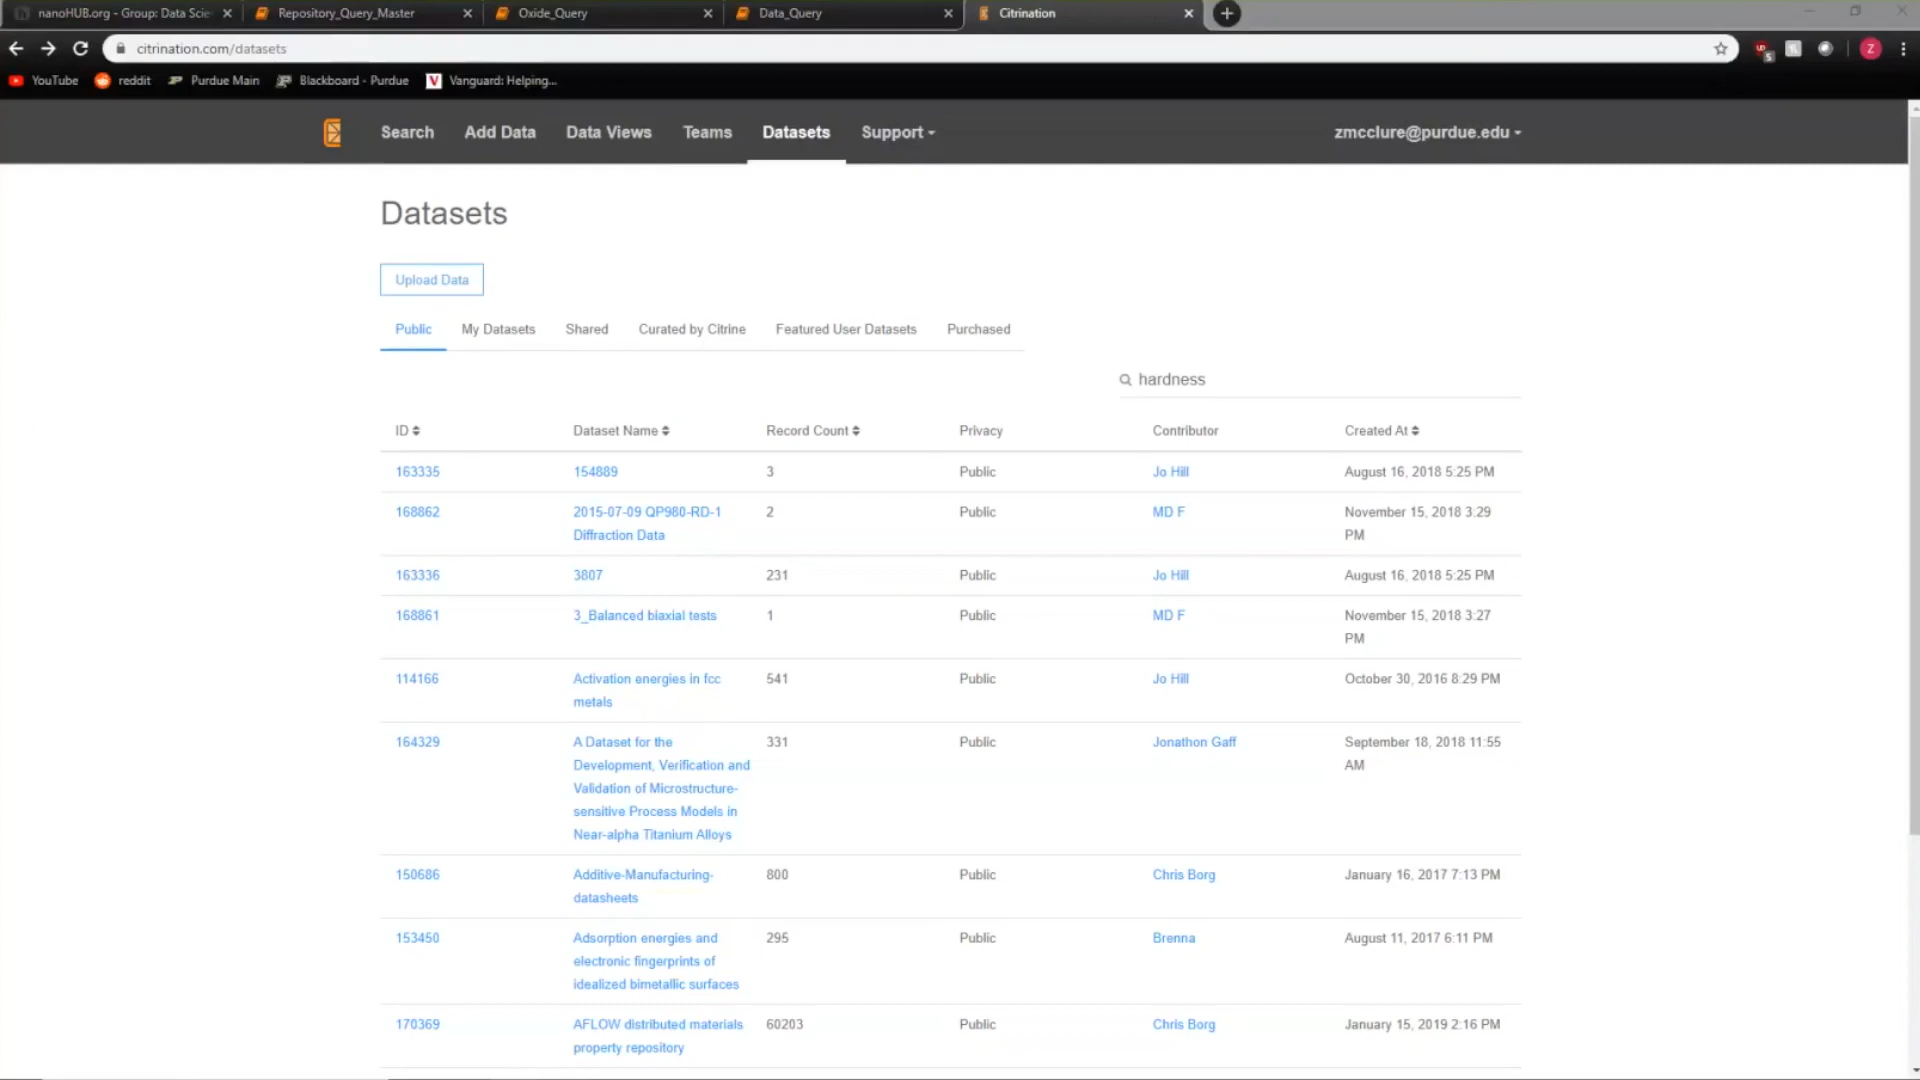 nanoHUB.org - Group: Data Scie
Repository_Query_Master
Oxide_Query
Data_Query
Citrination
citrination.com/datasets
YouTube
reddit
Purdue Main
Blackboard - Purdue
Vanguard: Helping...
Search
Add Data
Data Views
Teams
Datasets
Support
zmcclure@purdue.edu
Datasets
Upload Data
Public
My Datasets
Shared
Curated by Citrine
Featured User Datasets
Purchased
hardness
ID
Dataset Name
Record Count
Privacy
Contributor
Created At
163335
154889
3
Public
Jo Hill
August 16, 2018 5:25 PM
168862
2015-07-09 QP980-RD-1
Diffraction Data
2
Public
MD F
November 15, 2018 3:29
PM
163336
3807
231
Public
Jo Hill
August 16, 2018 5:25 PM
168861
3_Balanced biaxial tests
1
Public
MD F
November 15, 2018 3:27
PM
114166
Activation energies in fcc
metals
541
Public
Jo Hill
October 30, 2016 8:29 PM
164329
A Dataset for the
Development, Verification and
Validation of Microstructure-
sensitive Process Models in
Near-alpha Titanium Alloys
331
Public
Jonathon Gaff
September 18, 2018 11:55
AM
150686
Additive-Manufacturing-
datasheets
800
Public
Chris Borg
January 16, 2017 7:13 PM
153450
Adsorption energies and
electronic fingerprints of
idealized bimetallic surfaces
295
Public
Brenna
August 11, 2017 6:11 PM
170369
AFLOW distributed materials
property repository
60203
Public
Chris Borg
January 15, 2019 2:16 PM